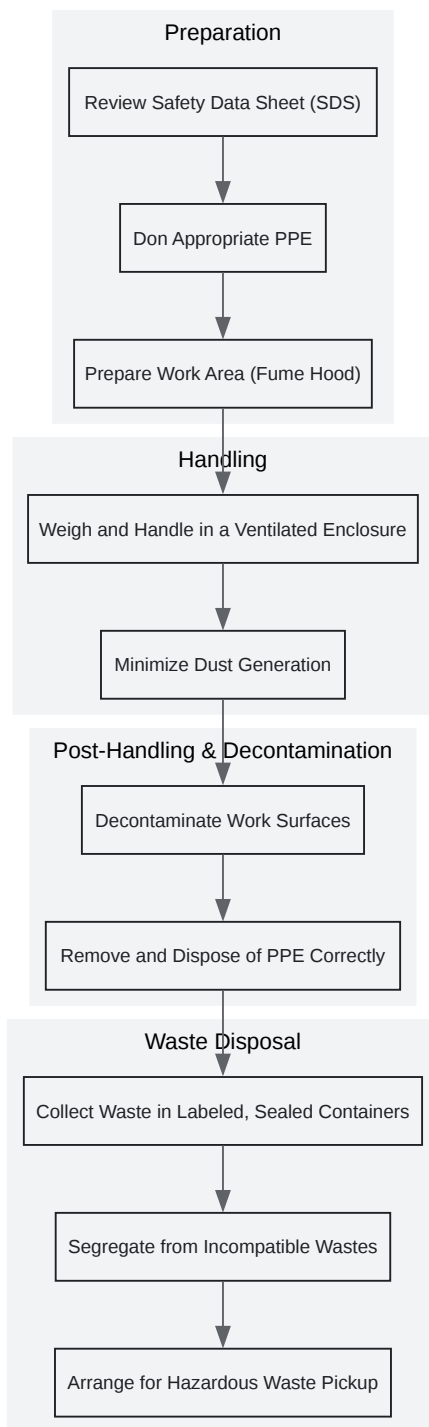 Preparation
Review Safety Data Sheet (SDS)
Don Appropriate PPE
Prepare Work Area (Fume Hood)
Handling
Weigh and Handle in a Ventilated Enclosure
Minimize Dust Generation
Post-Handling & Decontamination
Decontaminate Work Surfaces
Remove and Dispose of PPE Correctly
Waste Disposal
Collect Waste in Labeled, Sealed Containers
Segregate from Incompatible Wastes
Arrange for Hazardous Waste Pickup